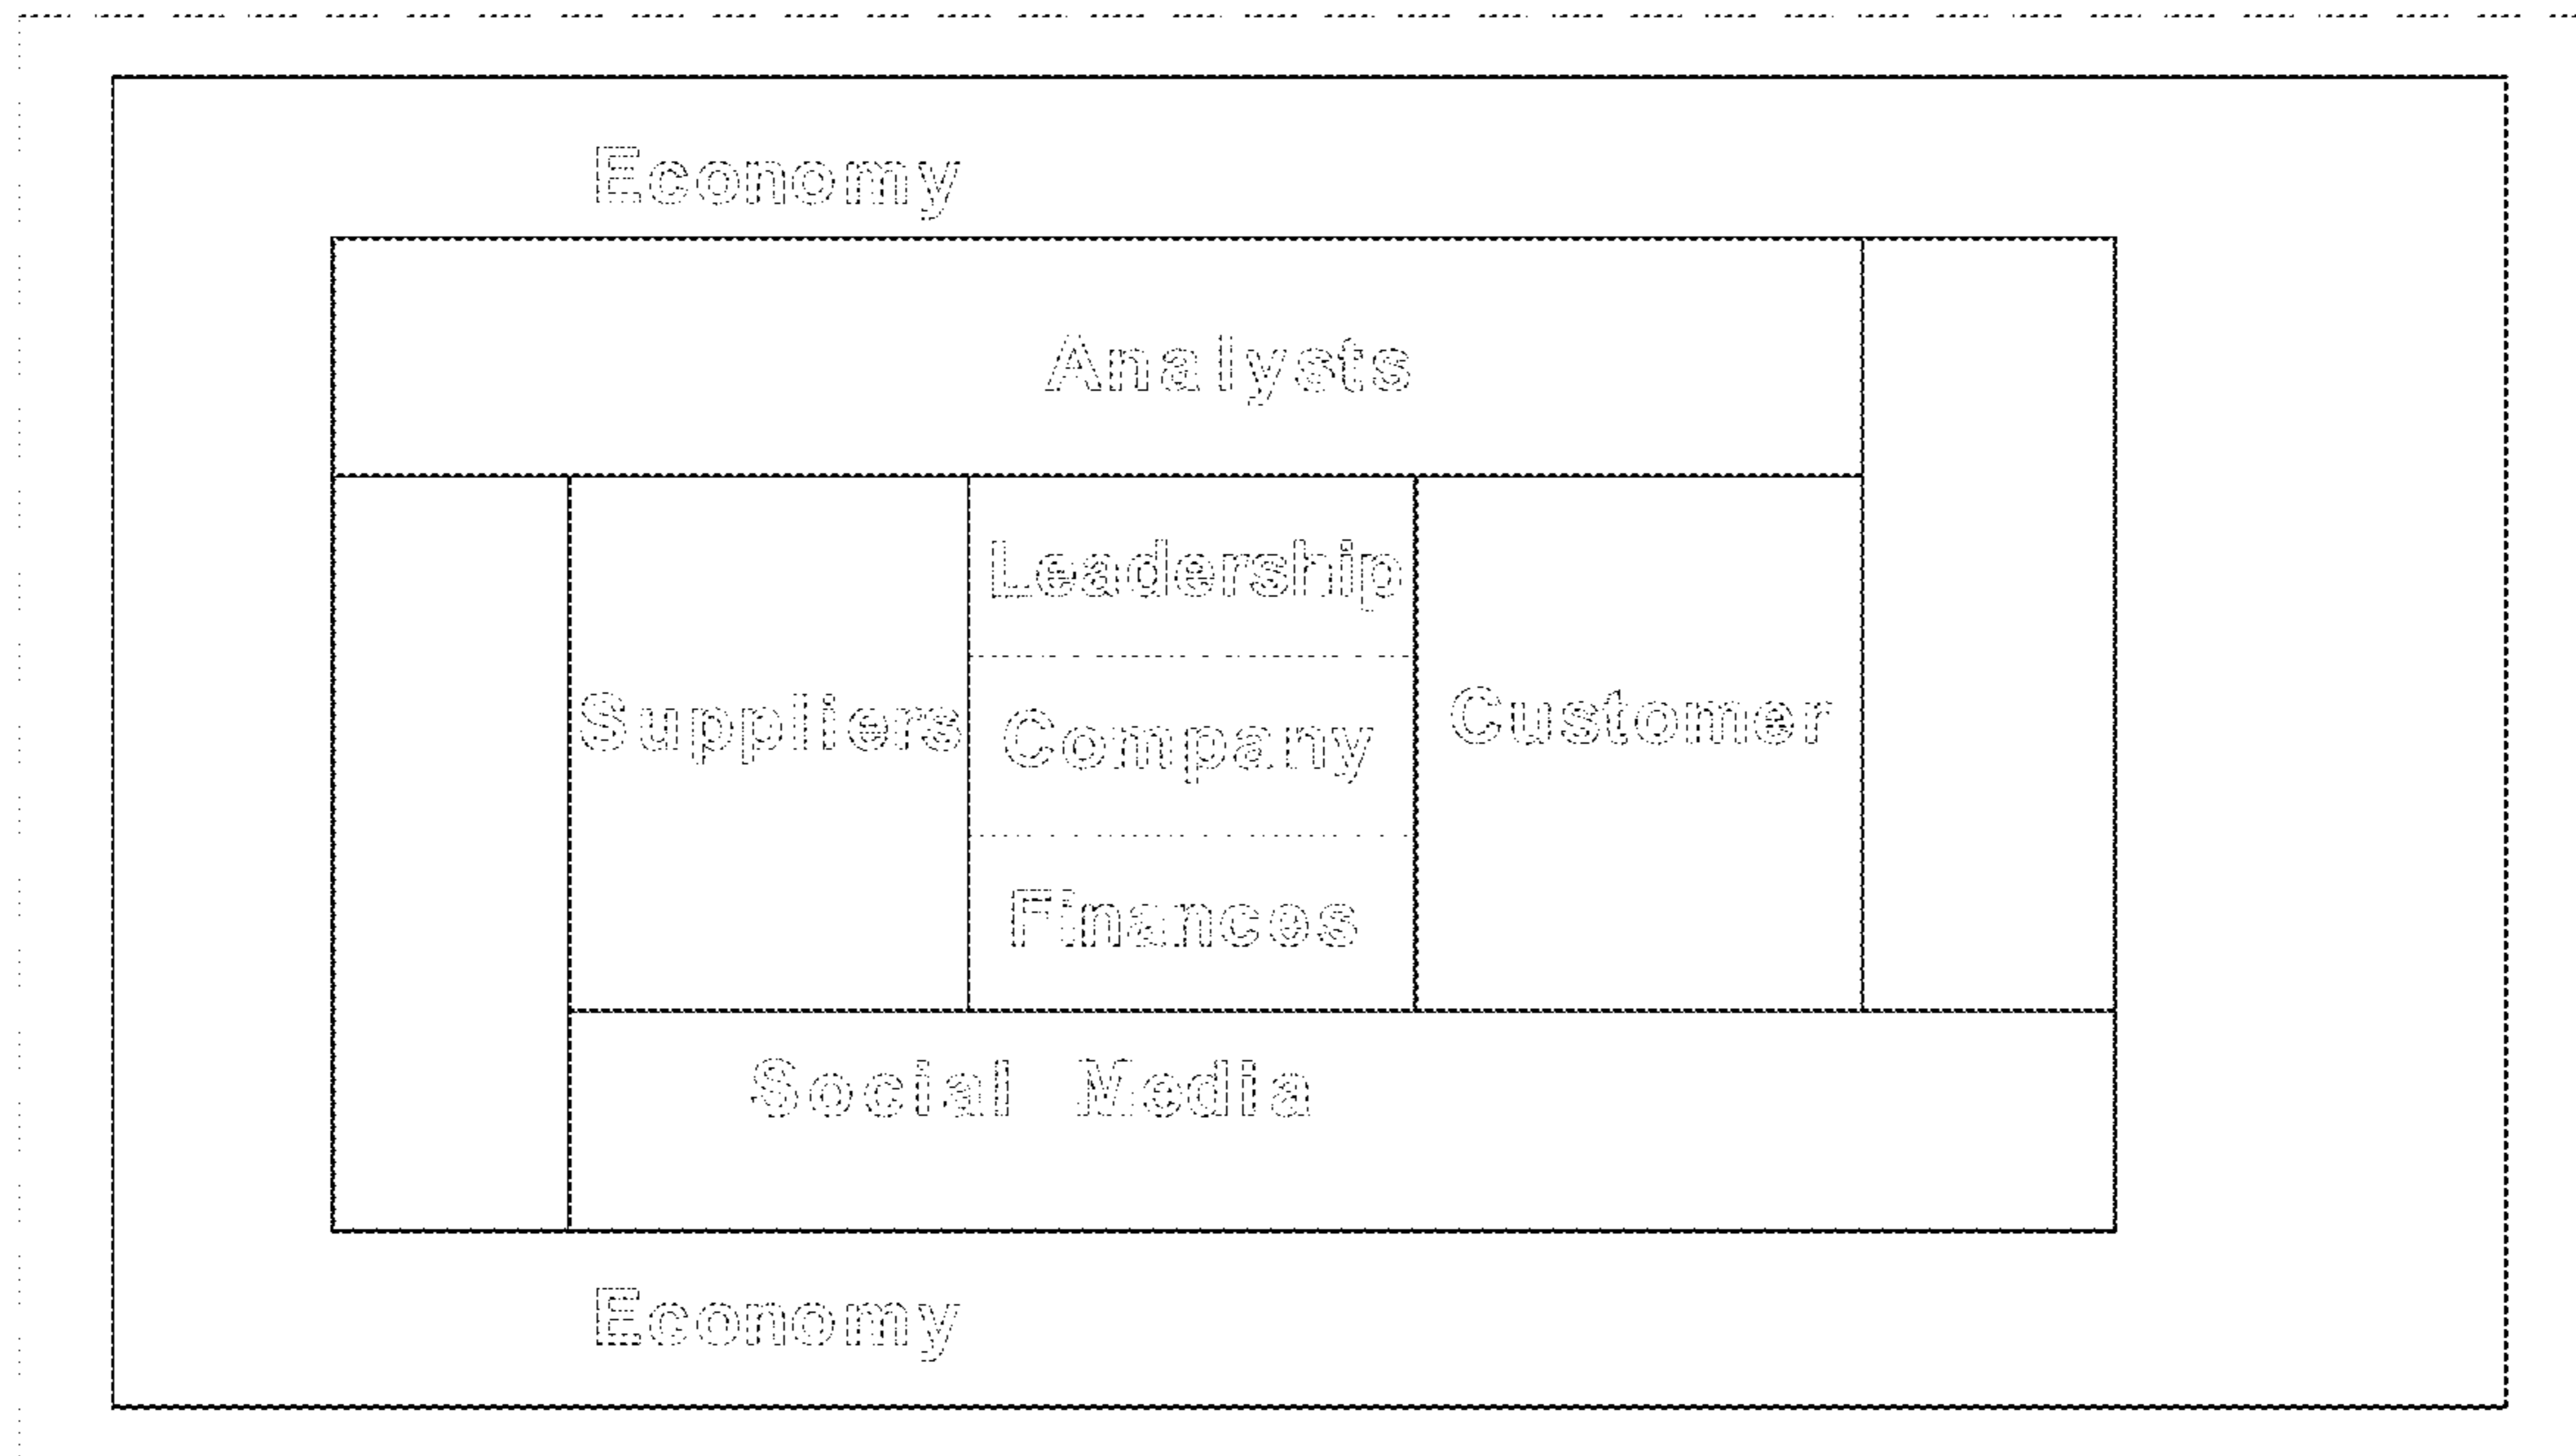 Economy
Analysts
Leadership
Suppliers
Company
Customer
Finances
Social Media
Economy